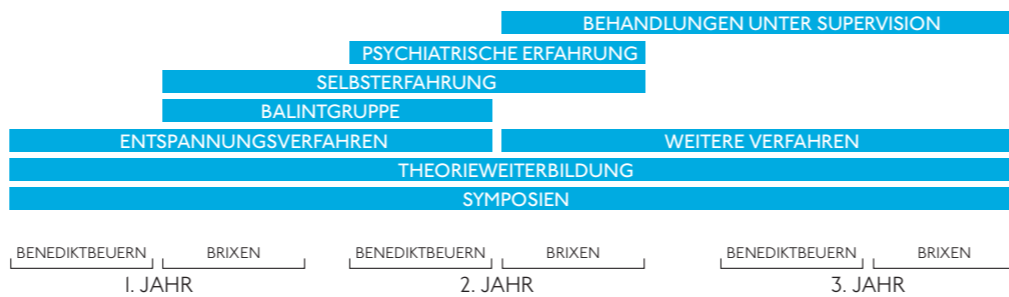 BEHANDLUNGEN UNTER SUPERVISION
PSYCHIATRISCHE ERFAHRUNG
SELBSTERFAHRUNG
BALINTGRUPPE
ENTSPANNUNGSVERFAHREN WEITERE VERFAHREN
THEORIEWEITERBILDUNG
SYMPOSIEN
BENEDIKTBEUERN BRIXEN BENEDIKTBEUERN BRIXEN BENEDIKTBEUERN BRIXEN
1. JAHR 2. JAHR 3. JAHR